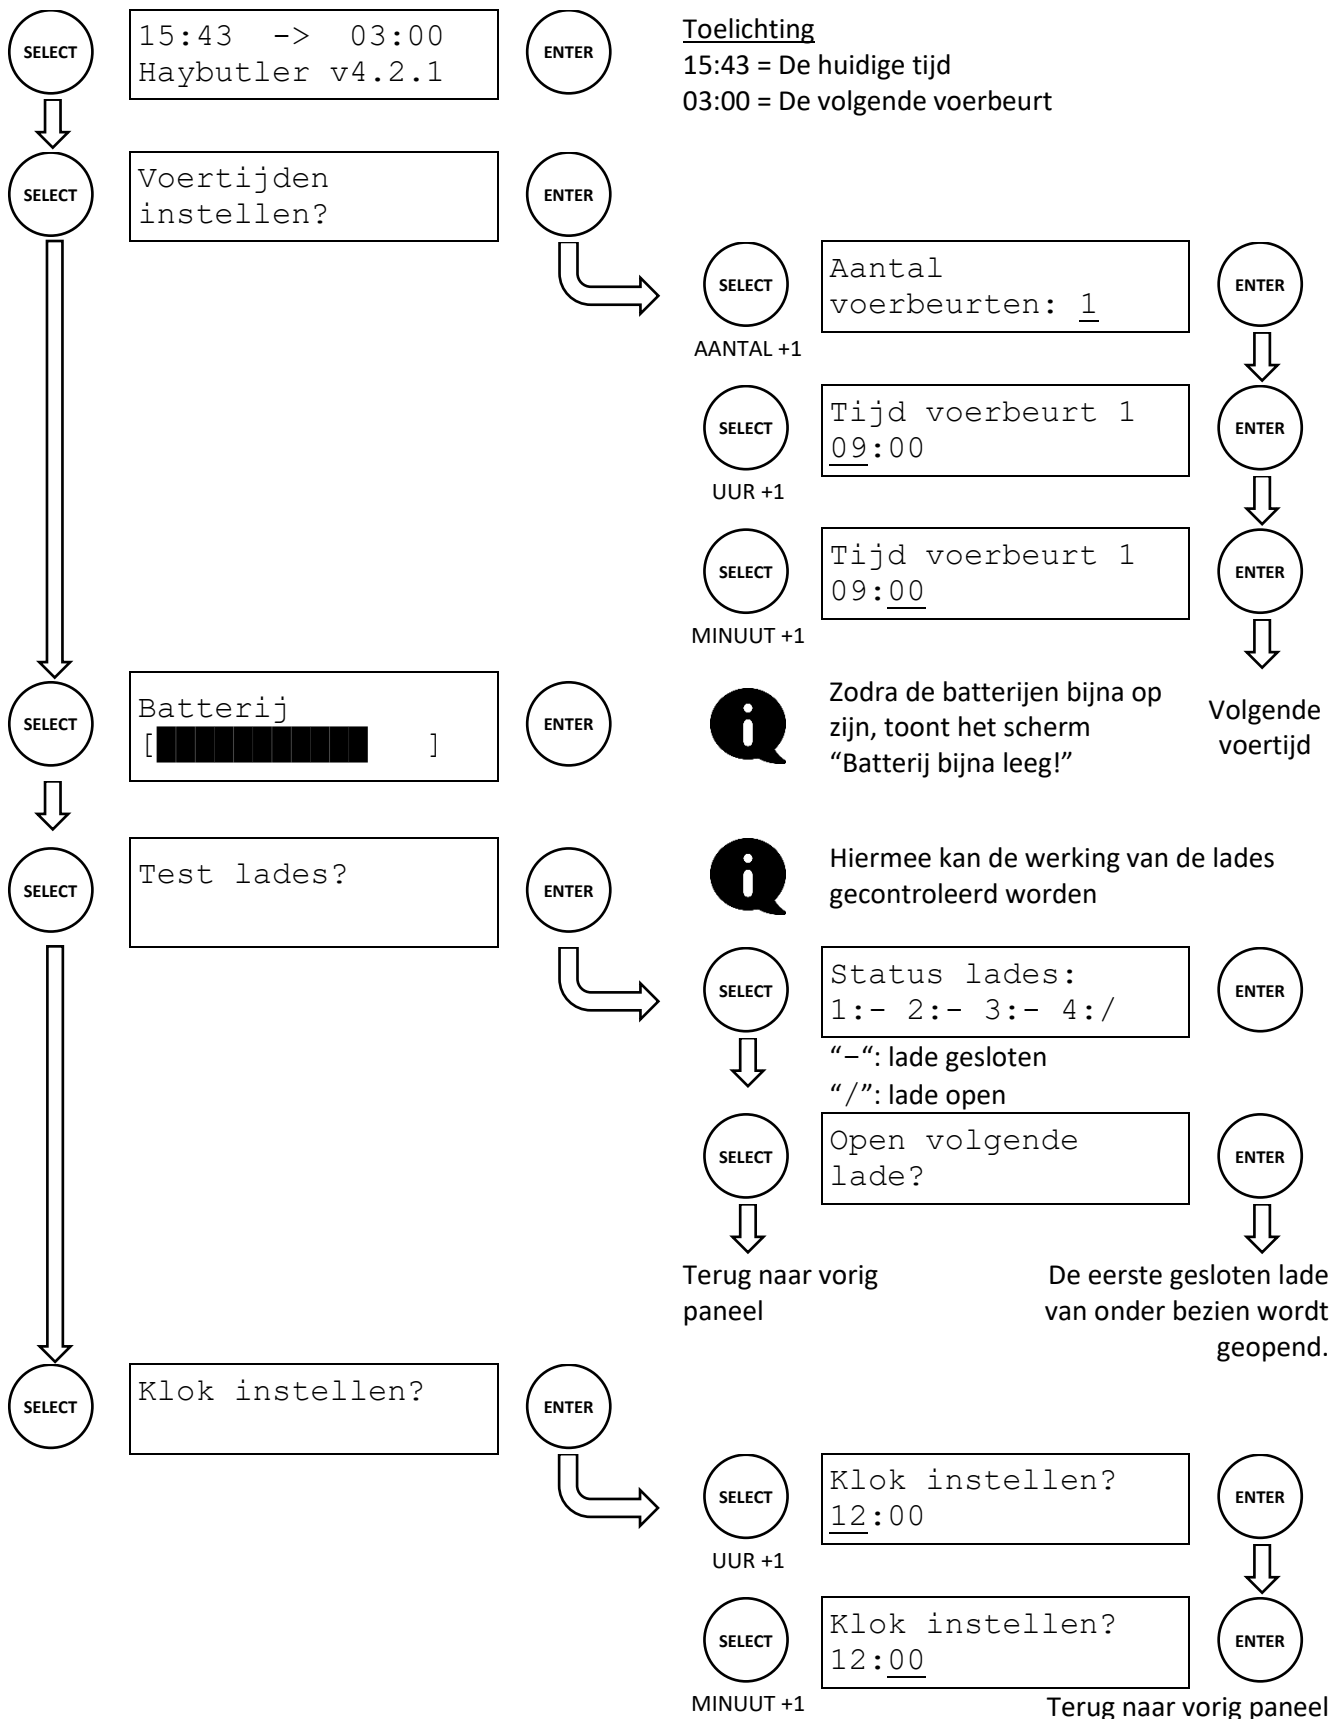 SELECT
15:43 -> 03:00
Haybutler v4.2.1
ENTER
Toelichting
15:43 = De huidige tijd
03:00 = De volgende voerbeurt
SELECT
Voertijden
instellen?
ENTER
SELECT
AANTAL +1
Aantal
voerbeurten: 1
ENTER
SELECT
UUR +1
Tijd voerbeurt 1
09:00
ENTER
SELECT
MINUUT +1
Tijd voerbeurt 1
09:00
ENTER
Volgende
voertijd
SELECT
Batterij
[███████████ ]
ENTER
i
Zodra de batterijen bijna op
zijn, toont het scherm
“Batterij bijna leeg!”
SELECT
Test lades?
ENTER
i
Hiermee kan de werking van de lades
gecontroleerd worden
SELECT
Status lades:
1:- 2:- 3:- 4:/
ENTER
“–“: lade gesloten
“/”: lade open
SELECT
Open volgende
lade?
ENTER
Terug naar vorig
paneel
De eerste gesloten lade
van onder bezien wordt
geopend.
SELECT
Klok instellen?
ENTER
SELECT
UUR +1
Klok instellen?
12:00
ENTER
SELECT
MINUUT +1
Klok instellen?
12:00
ENTER
Terug naar vorig paneel